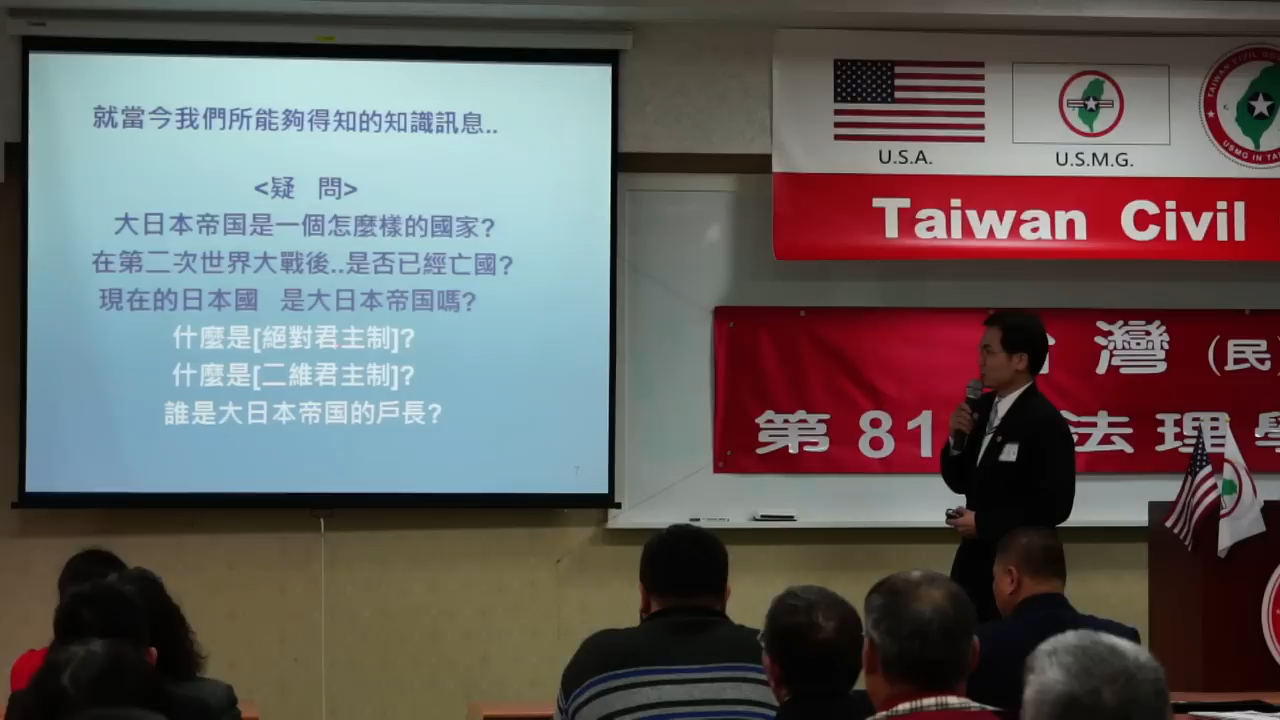 就當今我們所能夠得知的知識訊息..
<疑 問>
大日本帝国是一個怎麼樣的國家?
在第二次世界大戰後..是否已經亡國?
現在的日本國 是大日本帝国嗎?
什麼是[絕對君主制]?
什麼是[二維君主制]?
誰是大日本帝国的戶長?
7
U.S.A.
U.S.M.G.
Taiwan Civil
灣(民
第81 法理學